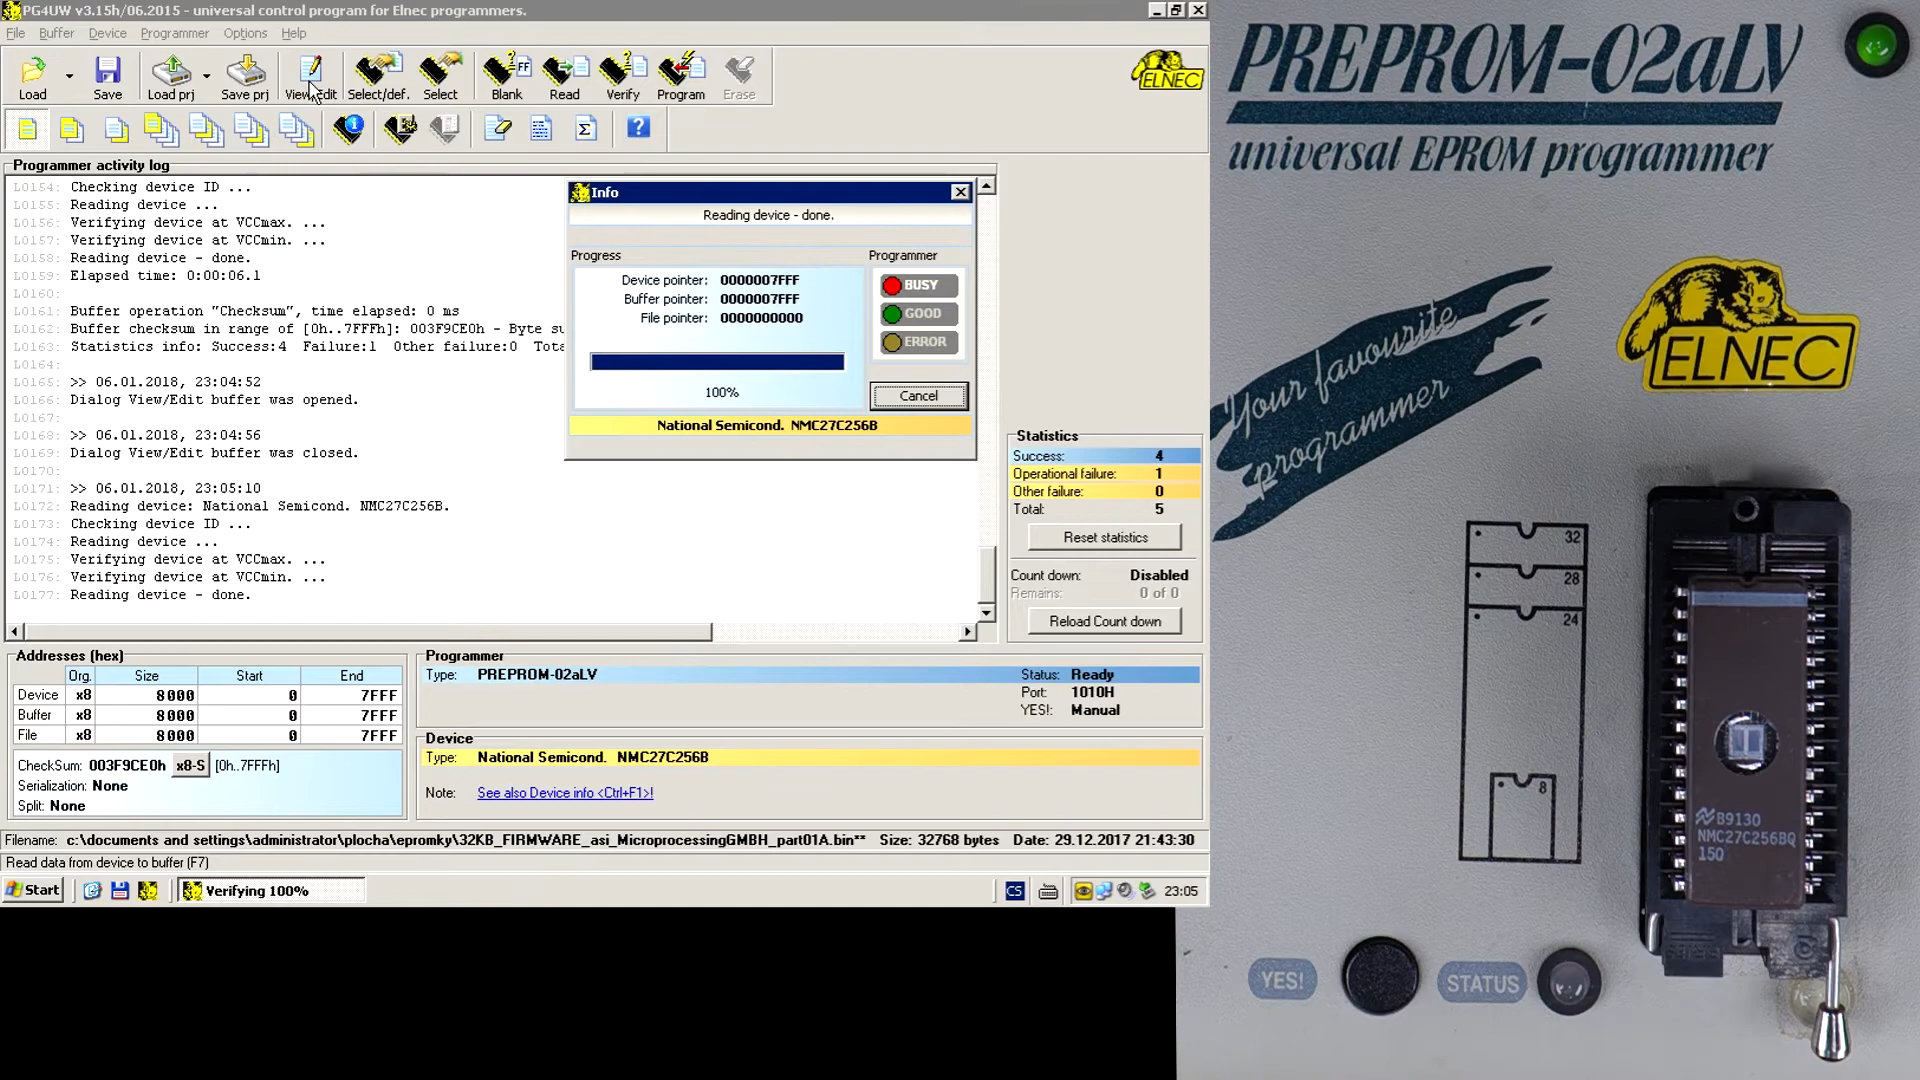 PG4UW v3.15h/06.2015 - universal control program for Elnec programmers.
File Buffer Device Programmer Options Help
Load Save Load prj Save prj View/Edit Select/def. Select Blank Read Verify Program Erase
ELNEC
Programmer activity log
L0154: Checking device ID ...
L0155: Reading device ...
L0156: Verifying device at VCCmax. ...
L0157: Verifying device at VCCmin. ...
L0158: Reading device - done.
L0159: Elapsed time: 0:00:06.1
L0160:
L0161: Buffer operation "Checksum", time elapsed: 0 ms
L0162: Buffer checksum in range of [0h..7FFFh]: 003F9CE0h - Byte su
L0163: Statistics info: Success:4 Failure:1 Other failure:0 Tota
L0164:
L0165: >> 06.01.2018, 23:04:52
L0166: Dialog View/Edit buffer was opened.
L0167:
L0168: >> 06.01.2018, 23:04:56
L0169: Dialog View/Edit buffer was closed.
L0170:
L0171: >> 06.01.2018, 23:05:10
L0172: Reading device: National Semicond. NMC27C256B.
L0173: Checking device ID ...
L0174: Reading device ...
L0175: Verifying device at VCCmax. ...
L0176: Verifying device at VCCmin. ...
L0177: Reading device - done.
Info
Reading device - done.
Progress
Programmer
Device pointer: 0000007FFF
Buffer pointer: 0000007FFF
File pointer: 0000000000
100%
BUSY
GOOD
ERROR
Cancel
National Semicond. NMC27C256B
Statistics
Success: 4
Operational failure: 1
Other failure: 0
Total: 5
Reset statistics
Count down: Disabled
Remains: 0 of 0
Reload Count down
Addresses (hex)
Org. Size Start End
Device x8 8000 0 7FFF
Buffer x8 8000 0 7FFF
File x8 8000 0 7FFF
CheckSum: 003F9CE0h x8-S [0h..7FFFh]
Serialization: None
Split: None
Programmer
Type: PREPROM-02aLV
Status: Ready
Port: 1010H
YES!: Manual
Device
Type: National Semicond. NMC27C256B
Note: See also Device info <Ctrl+F1>!
Filename: c:\documents and settings\administrator\plocha\epromky\32KB_FIRMWARE_asi_MicroprocessingGMBH_part01A.bin** Size: 32768 bytes Date: 29.12.2017 21:43:30
Read data from device to buffer (F7)
Start
Verifying 100%
CS
23:05
PREPROM-02aLV
universal EPROM programmer
Your favourite
programmer
ELNEC
32
28
24
8
B9130
NMC27C256BQ
150
YES!
STATUS